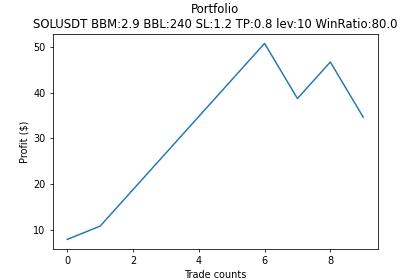 Portfolio
SOLUSDT BBM:2.9 BBL:240 SL:1.2 TP:0.8 lev:10 WinRatio:80.0
50
40
30
20
10
Profit ($)
0 2 4 6 8
Trade counts